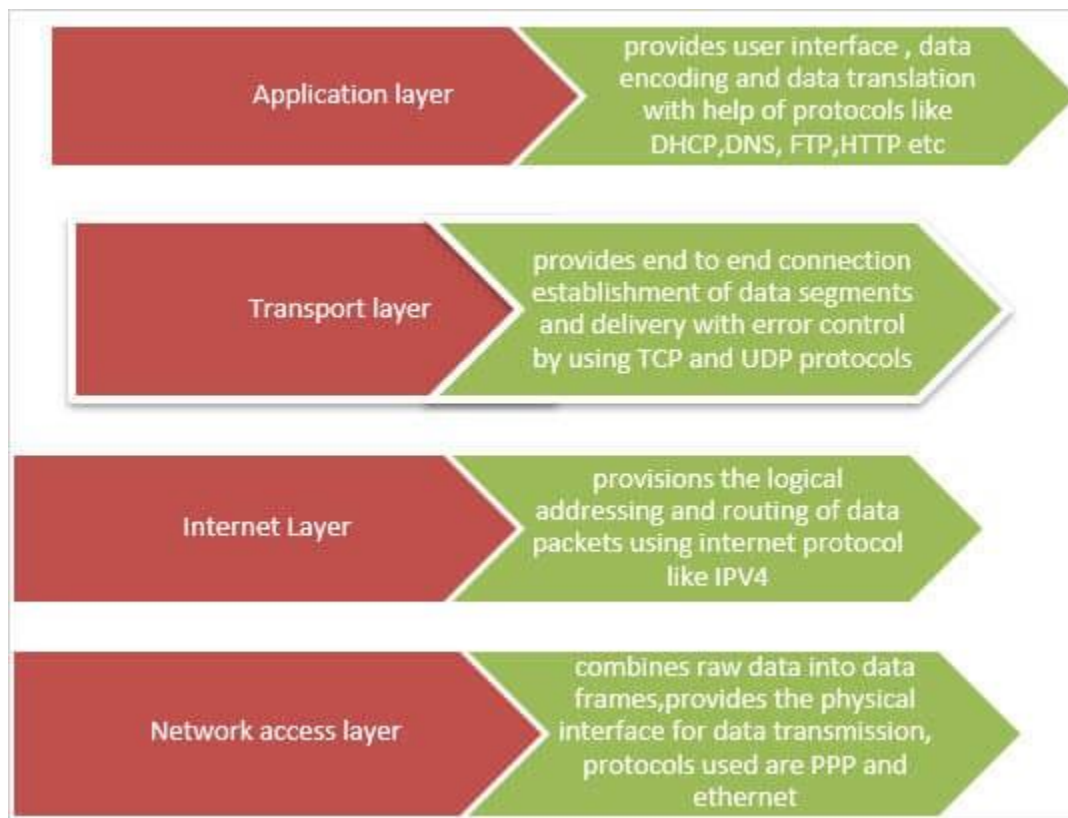 Application layer
provides user interface , data
encoding and data translation
with help of protocols like
DHCP,DNS, FTP,HTTP etc
Transport layer
provides end to end connection
establishment of data segments
and delivery with error control
by using TCP and UDP protocols
Internet Layer
provisions the logical
addressing and routing of data
packets using internet protocol
like IPV4
Network access layer
combines raw data into data
frames,provides the physical
interface for data transmission,
protocols used are PPP and
ethernet